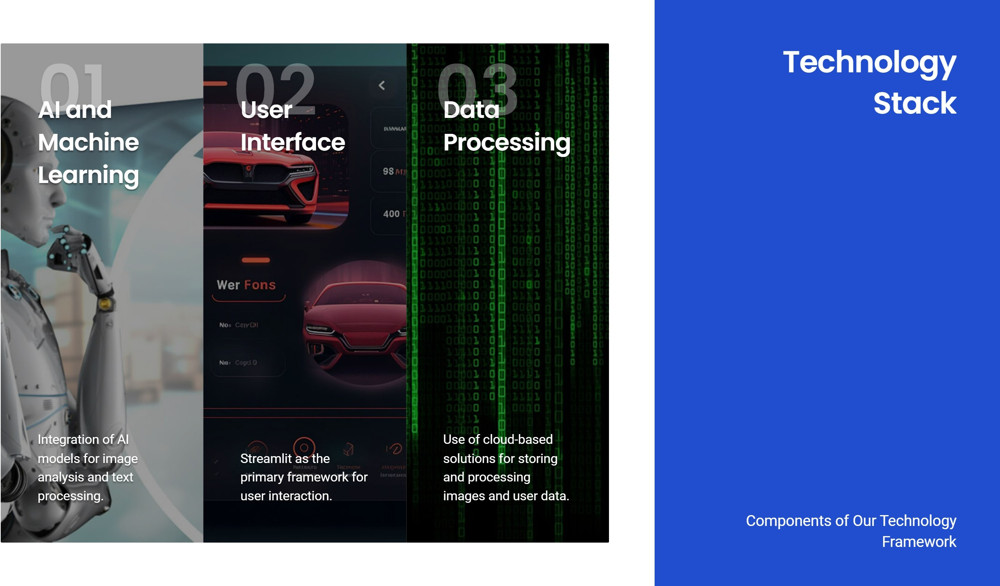 01
AI and
Machine
Learning
Integration of AI
models for image
analysis and text
processing.
02
User
Interface
98
400
Wer Fons
Streamlit as the
primary framework for
user interaction.
03
Data
Processing
Use of cloud-based
solutions for storing
and processing
images and user data.
Technology
Stack
Components of Our Technology
Framework